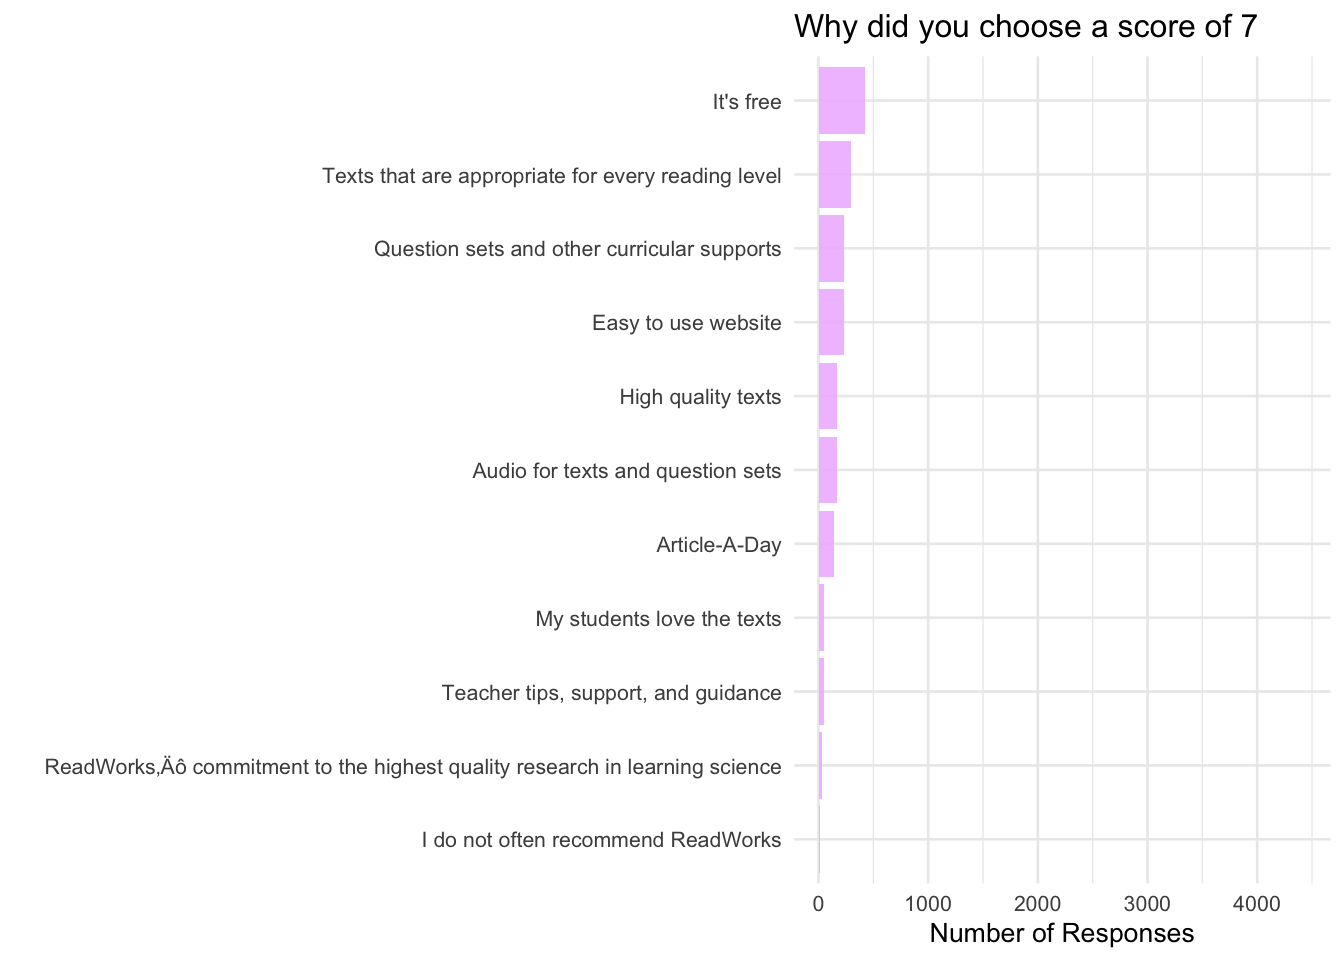 Why did you choose a score of 7
It's free
Texts that are appropriate for every reading level
Question sets and other curricular supports
Easy to use website
High quality texts
Audio for texts and question sets
Article-A-Day
My students love the texts
Teacher tips, support, and guidance
ReadWorks‚Äô commitment to the highest quality research in learning science
I do not often recommend ReadWorks
0 1000 2000 3000 4000
Number of Responses